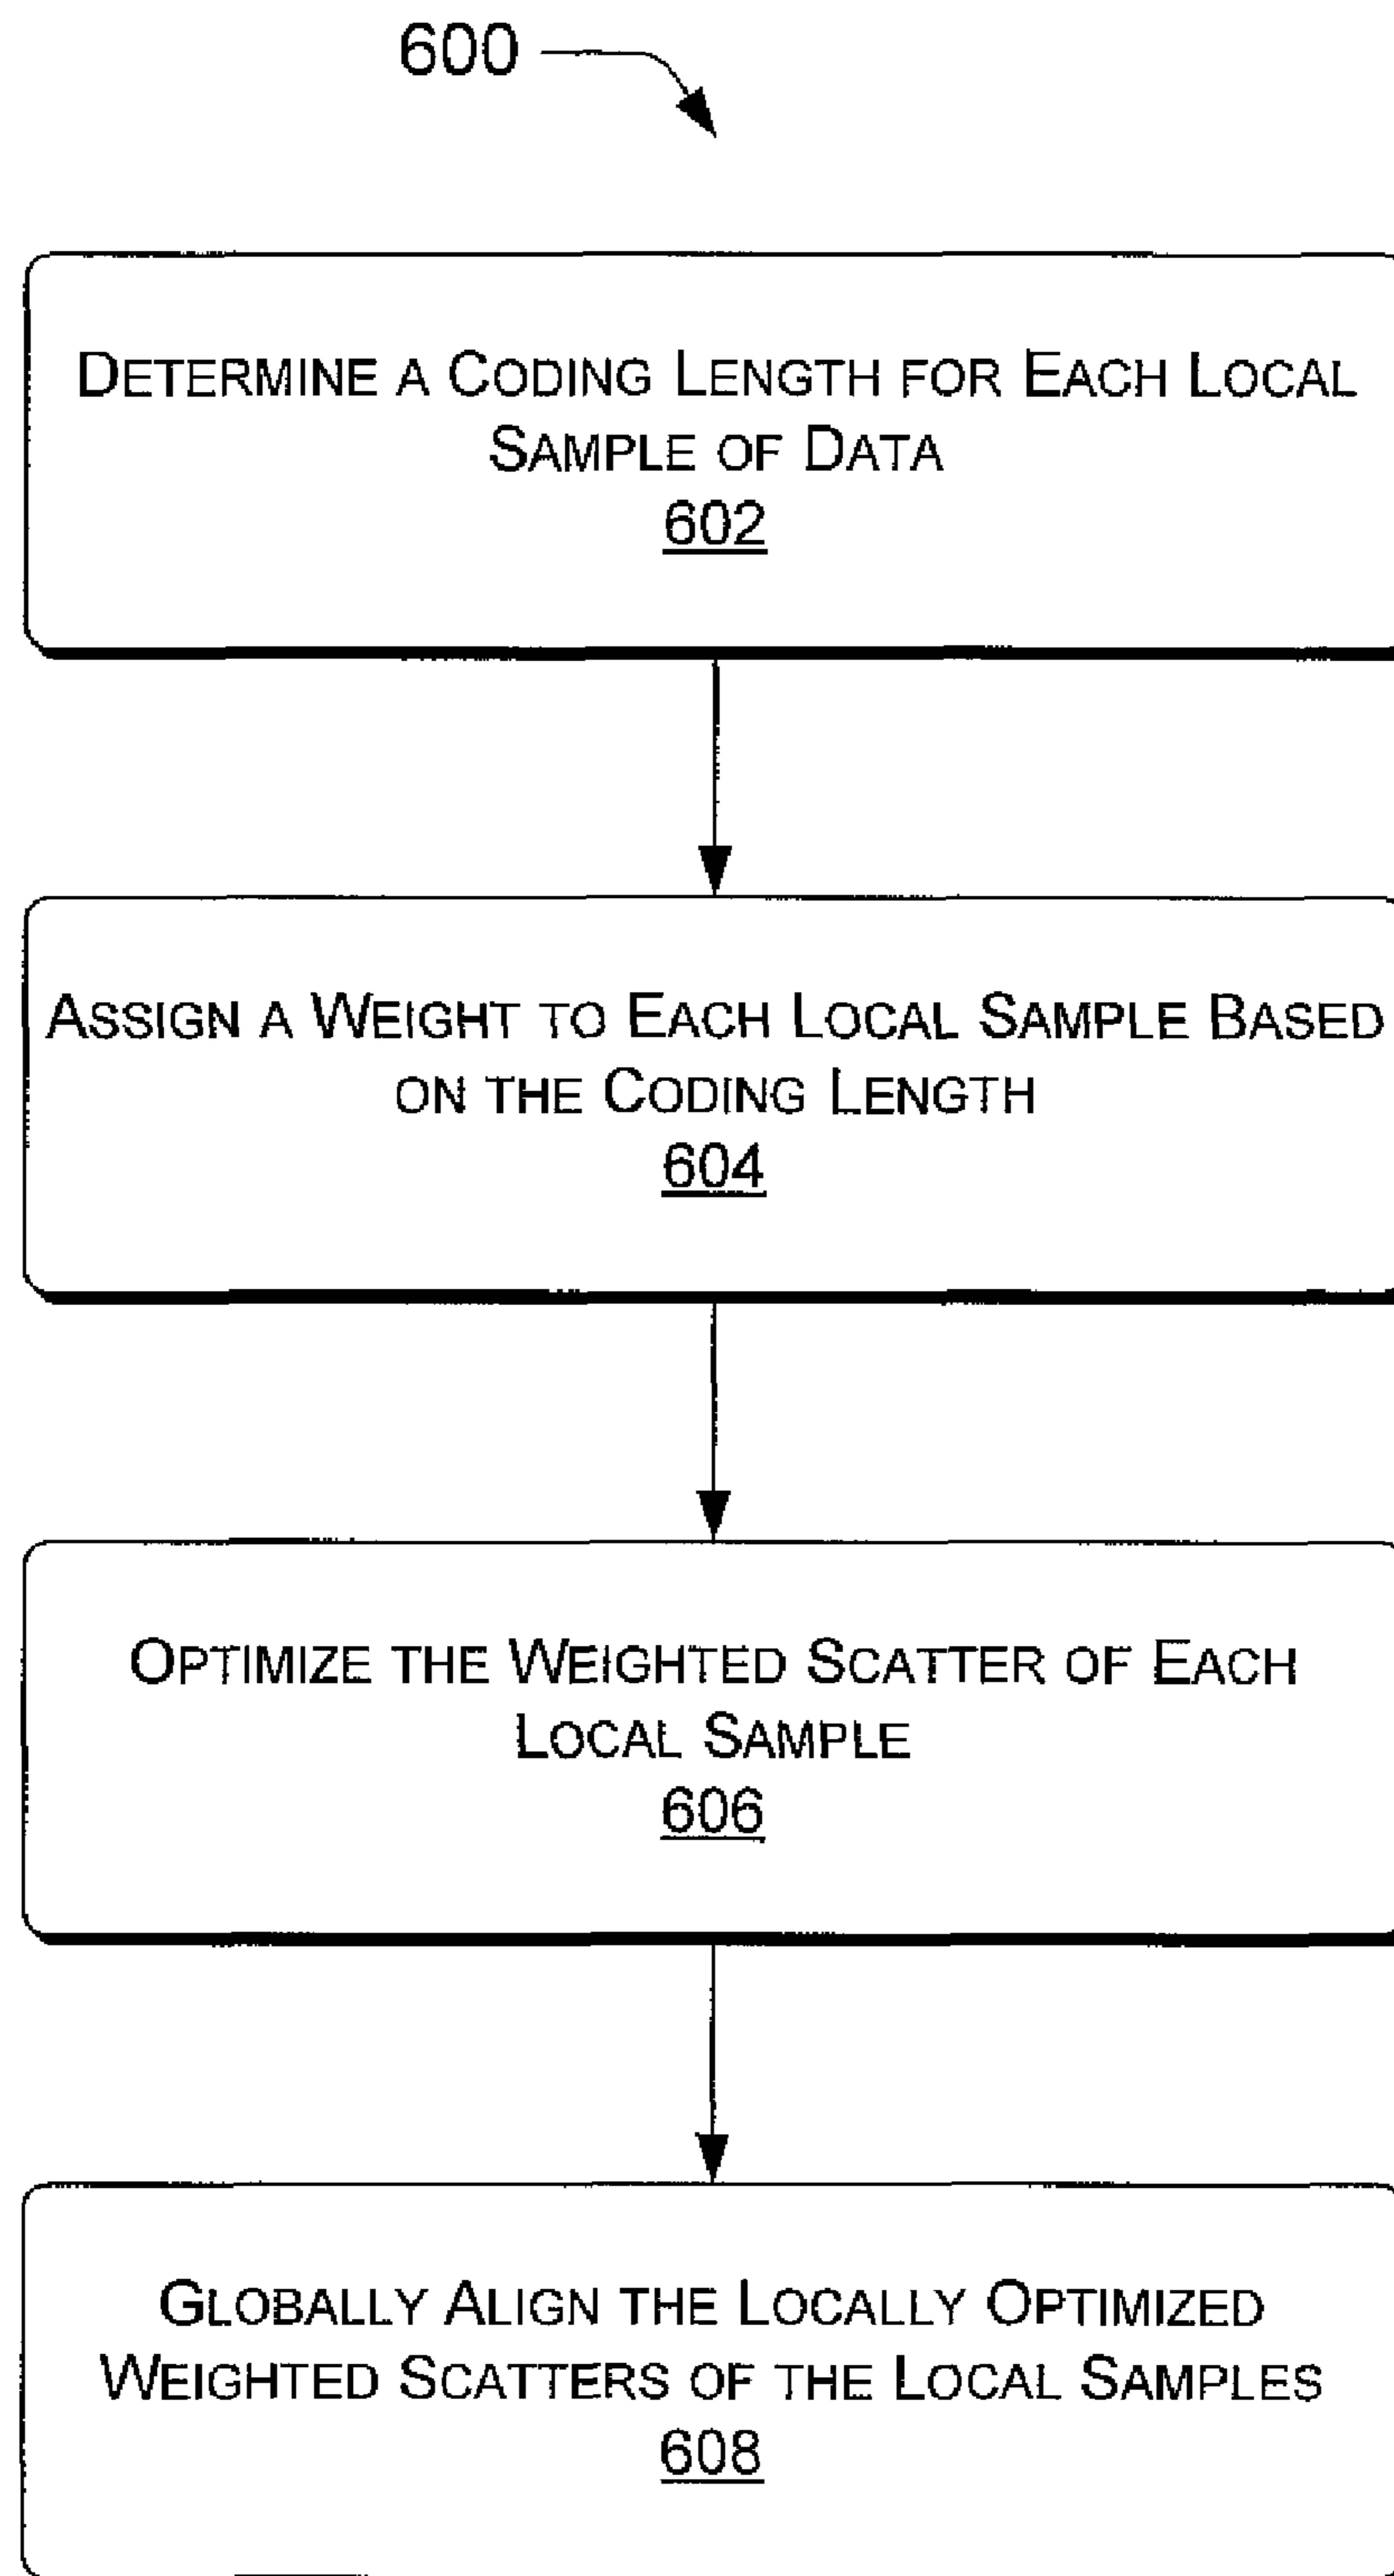 600
DETERMINE A CODING LENGTH FOR EACH LOCAL
SAMPLE OF DATA
602
ASSIGN A WEIGHT TO EACH LOCAL SAMPLE BASED
ON THE CODING LENGTH
604
OPTIMIZE THE WEIGHTED SCATTER OF EACH
LOCAL SAMPLE
606
GLOBALLY ALIGN THE LOCALLY OPTIMIZED
WEIGHTED SCATTERS OF THE LOCAL SAMPLES
608